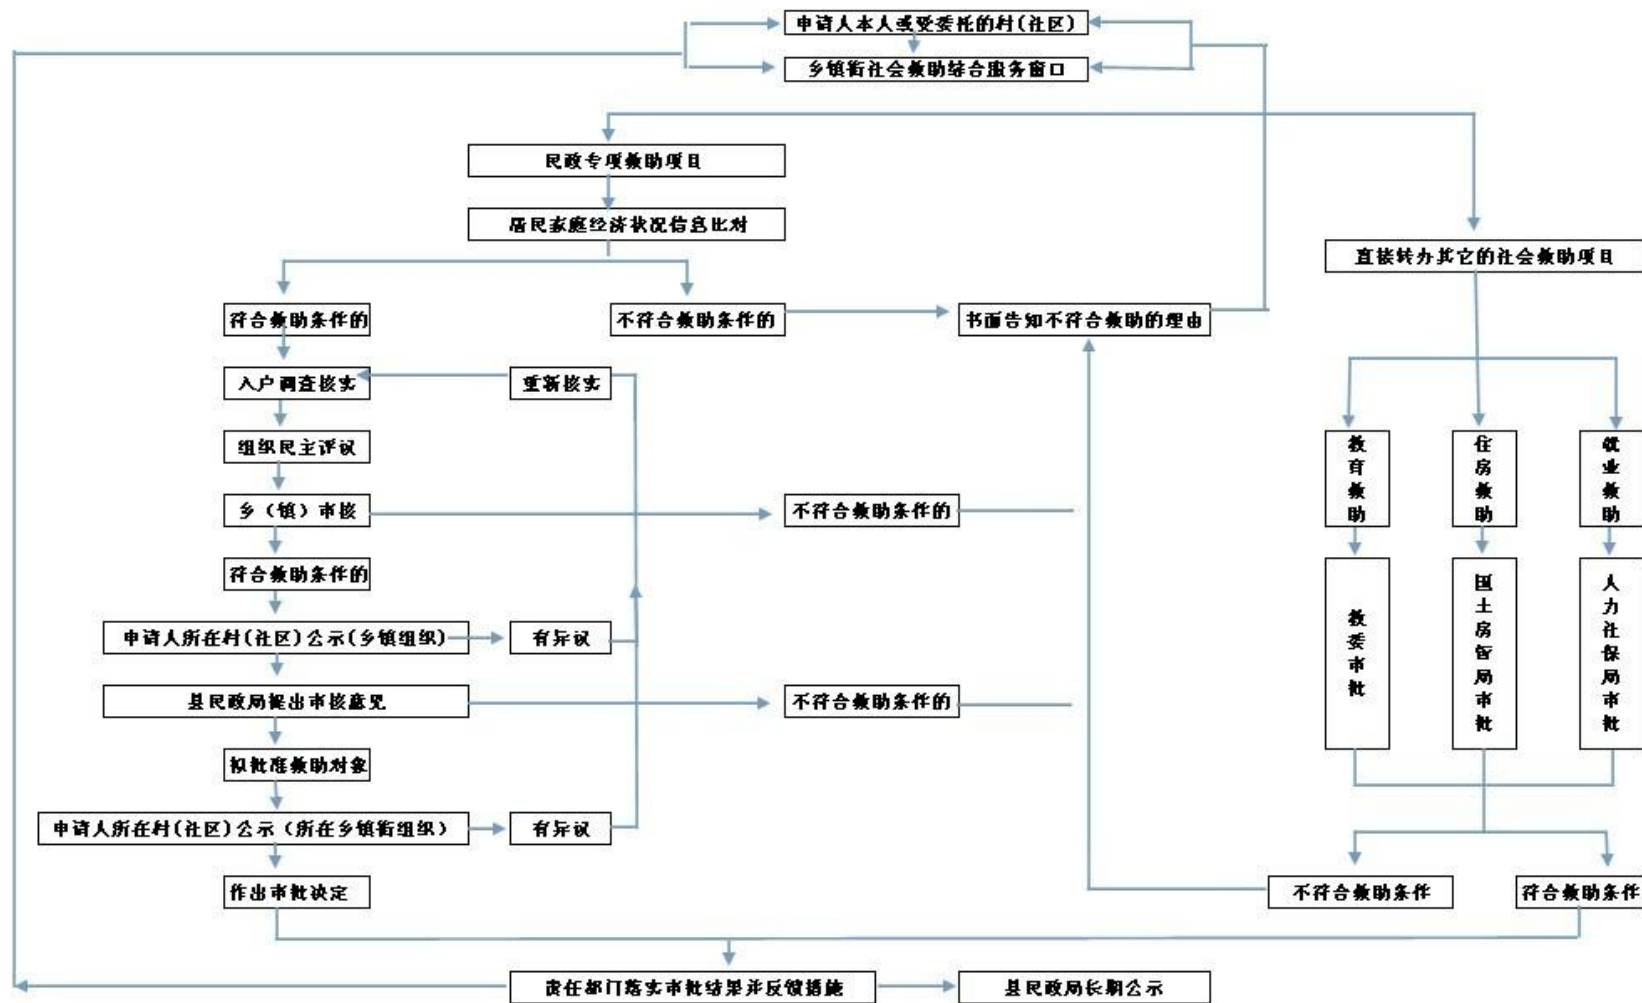 申请人本人或受委托的村(社区)
乡镇街社会救助综合服务窗口
民政专项救助项目
居民家庭经济状况信息比对
直接转办其它的社会救助项目
符合救助条件的
不符合救助条件的
书面告知不符合救助的理由
入户调查核实
重新核实
组织民主评议
教育救助
住房救助
就业救助
乡（镇）审核
不符合救助条件的
符合救助条件的
教委审批
国土房管局审批
人力社保局审批
申请人所在村(社区)公示(乡镇组织)
有异议
县民政局提出审核意见
不符合救助条件的
拟批准救助对象
申请人所在村(社区)公示（所在乡镇街组织）
有异议
作出审批决定
不符合救助条件
符合救助条件
责任部门落实审批结果并反馈措施
县民政局长期公示